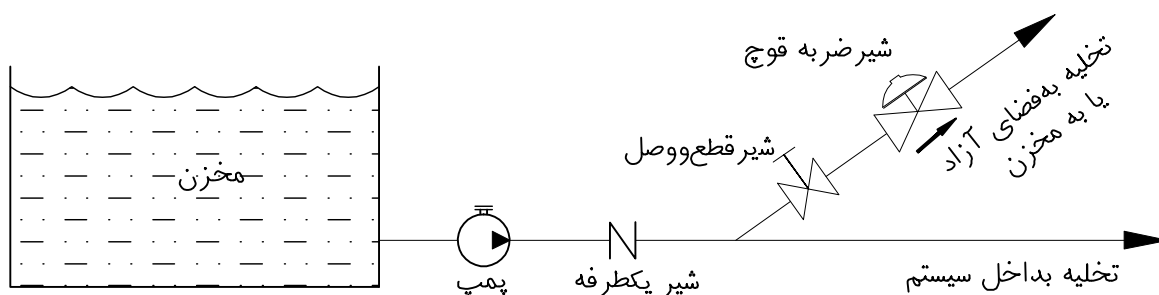 شیر ضربه قوچ
تخلیه به‌فضای آزاد
یا به مخزن
شیر قطع‌و‌وصل
مخزن
پمپ
شیر یکطرفه
تخلیه بداخل سیستم